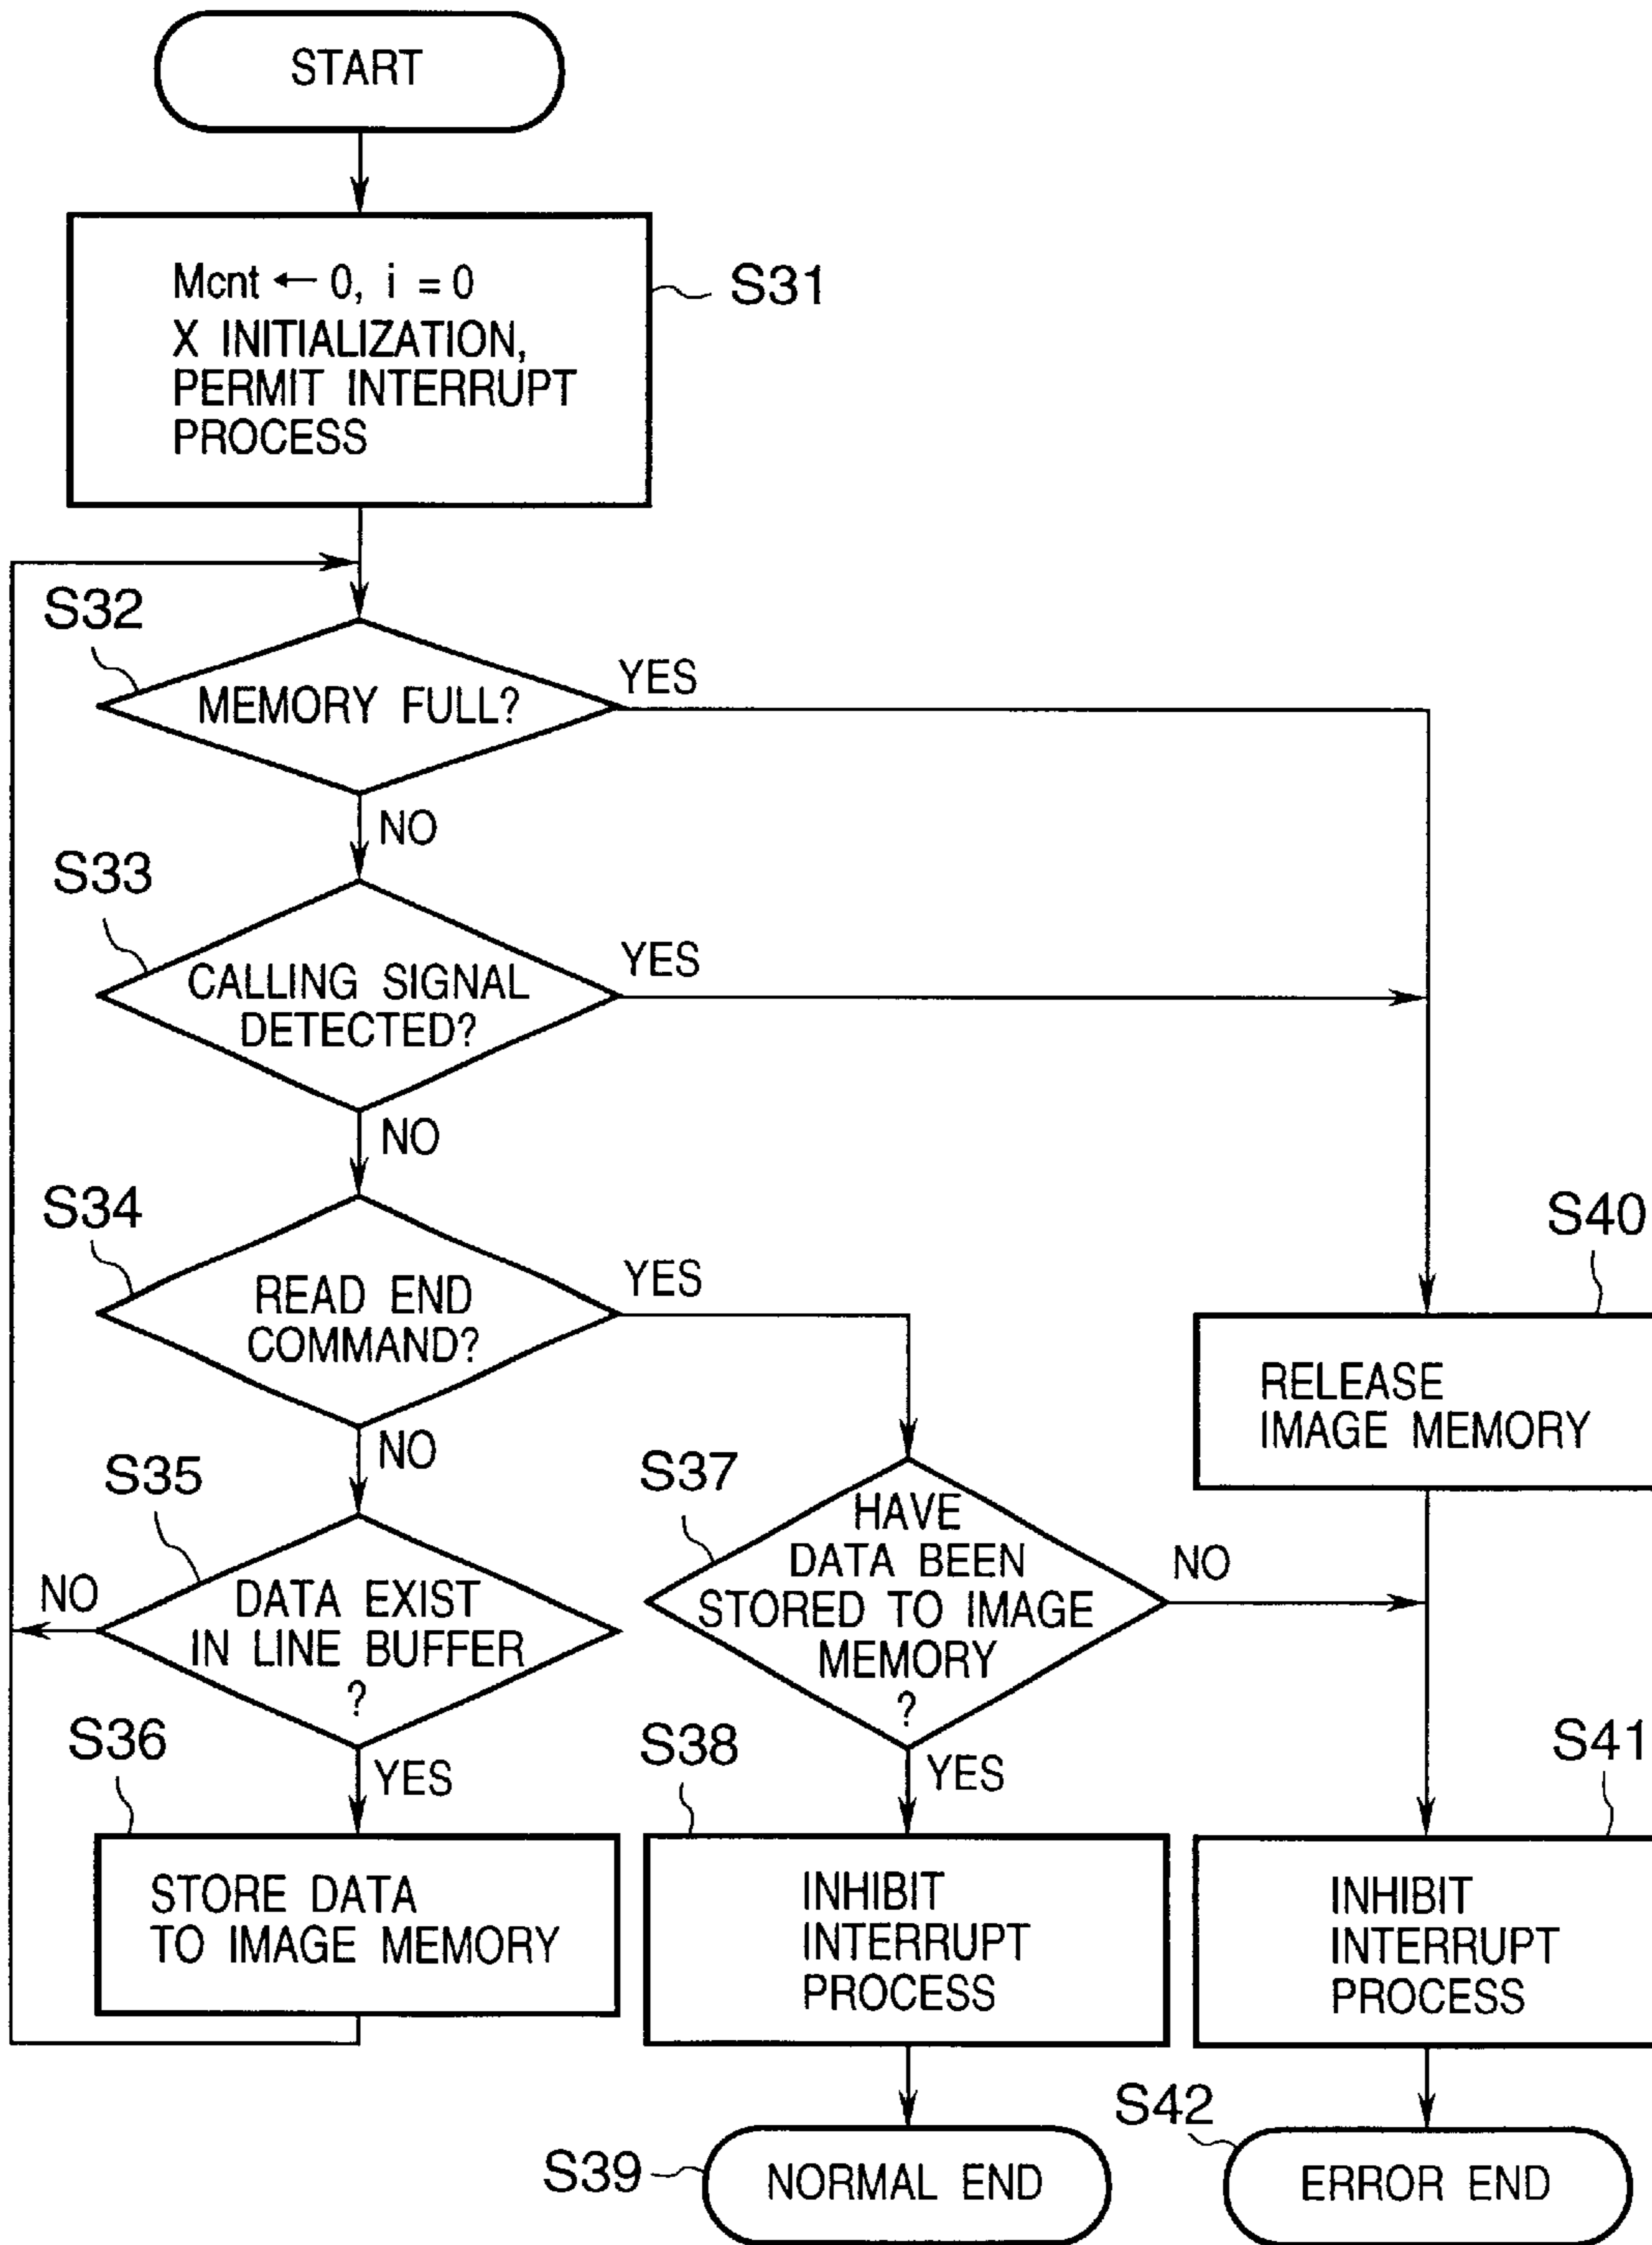 START
Mcnt ← 0, i = 0
X INITIALIZATION,
PERMIT INTERRUPT
PROCESS
S31
S32
MEMORY FULL?
YES
NO
S33
CALLING SIGNAL
DETECTED?
YES
NO
S34
READ END
COMMAND?
YES
NO
S35
DATA EXIST
IN LINE BUFFER
?
NO
YES
S36
STORE DATA
TO IMAGE MEMORY
S37
HAVE
DATA BEEN
STORED TO IMAGE
MEMORY
?
NO
YES
S38
INHIBIT
INTERRUPT
PROCESS
S39
NORMAL END
S40
RELEASE
IMAGE MEMORY
S41
INHIBIT
INTERRUPT
PROCESS
S42
ERROR END